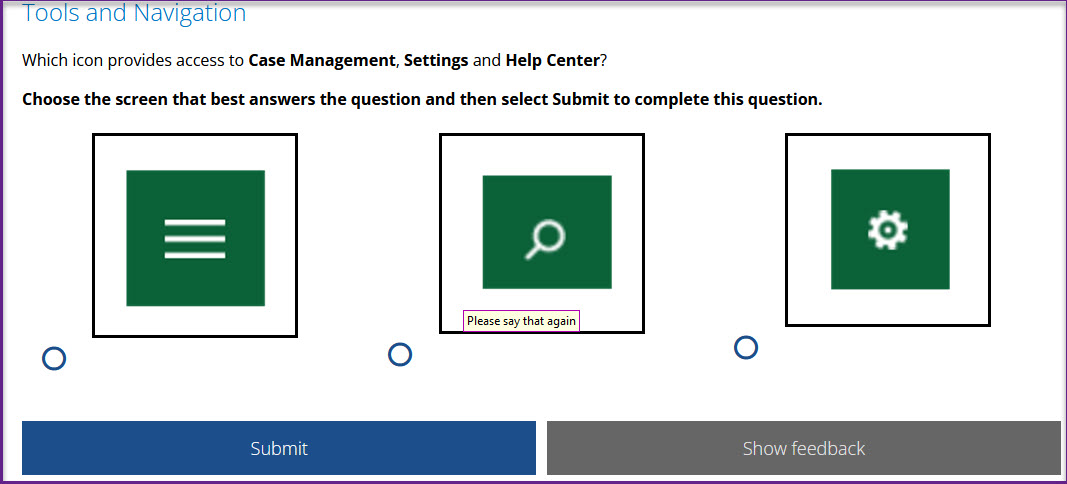 Tools and Navigation
Which icon provides access to Case Management, Settings and Help Center?
Choose the screen that best answers the question and then select Submit to complete this question.
Please say that again
Submit
Show feedback